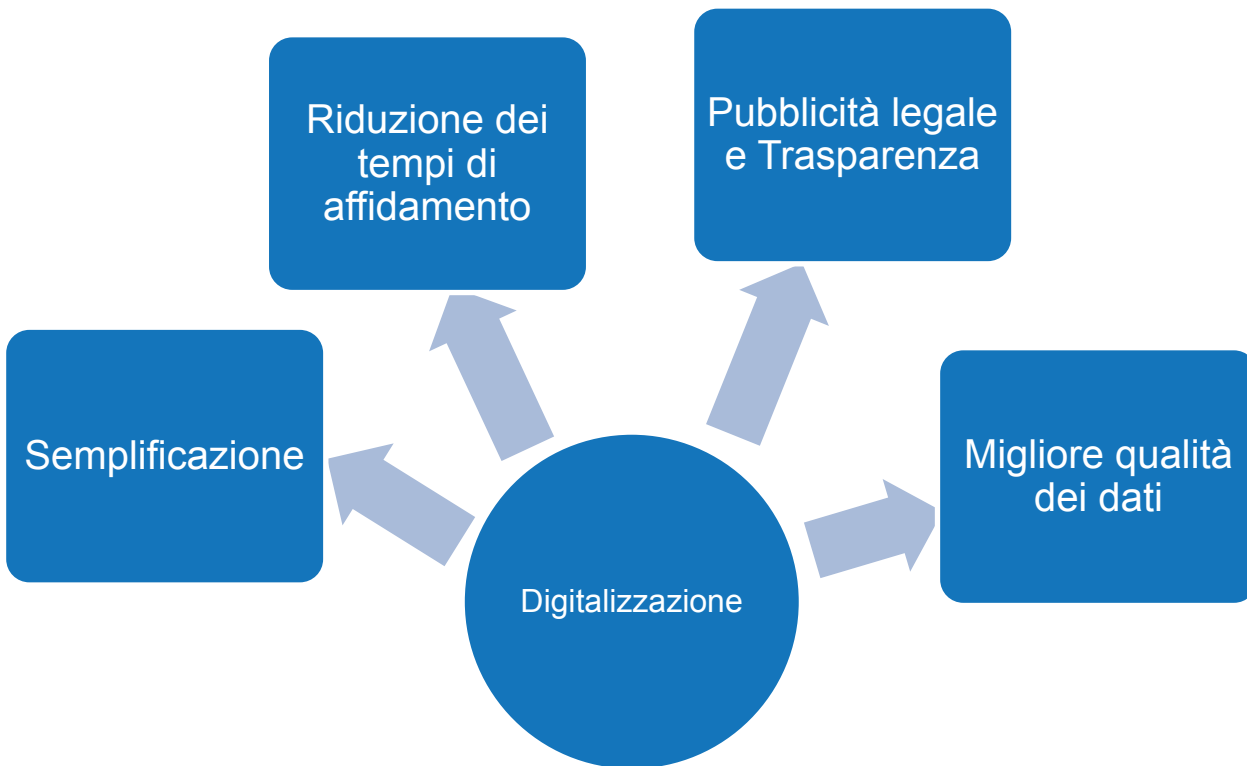 Riduzione dei
tempi di
affidamento
Pubblicità legale
e Trasparenza
Semplificazione
Migliore qualità
dei dati
Digitalizzazione